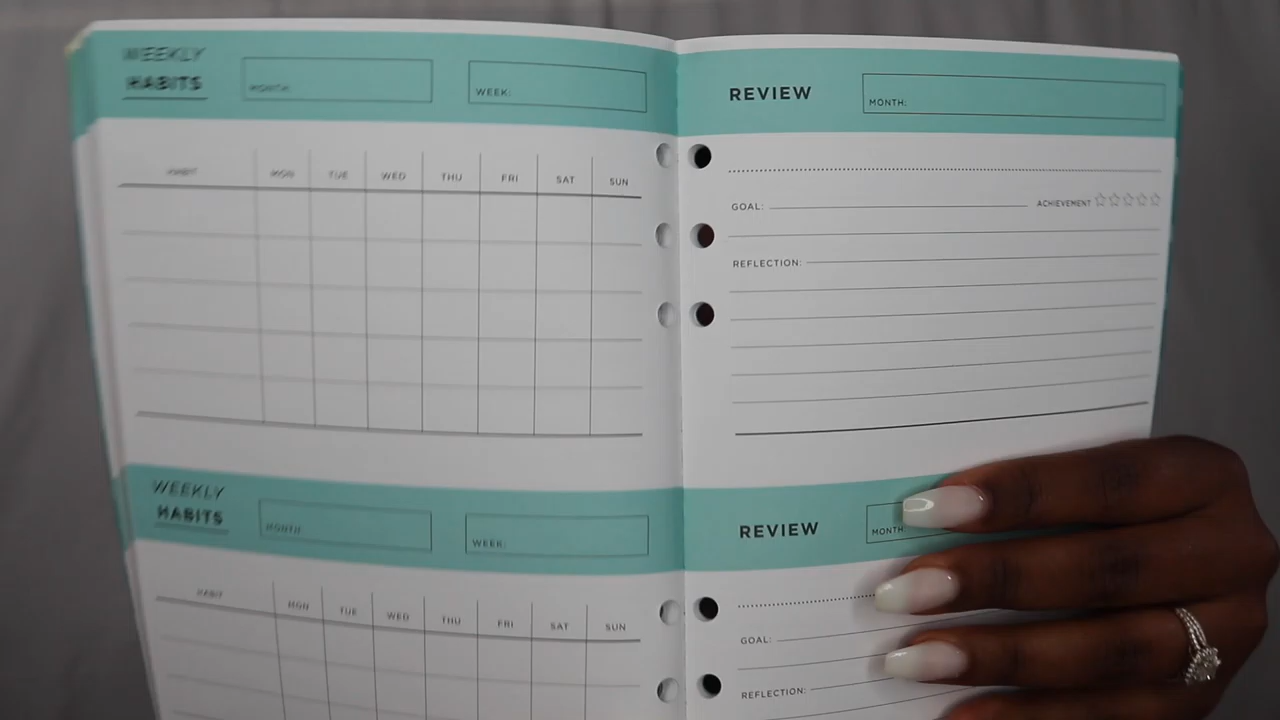 WEEKLY
HABITS
MONTH:
WEEK:
HABIT
MON TUE WED THU FRI SAT SUN
WEEKLY
HABITS
MONTH:
WEEK:
HABIT
MON TUE WED THU FRI SAT SUN
REVIEW
MONTH:
GOAL: ACHIEVEMENT
REFLECTION:
REVIEW
MONTH:
GOAL:
REFLECTION: